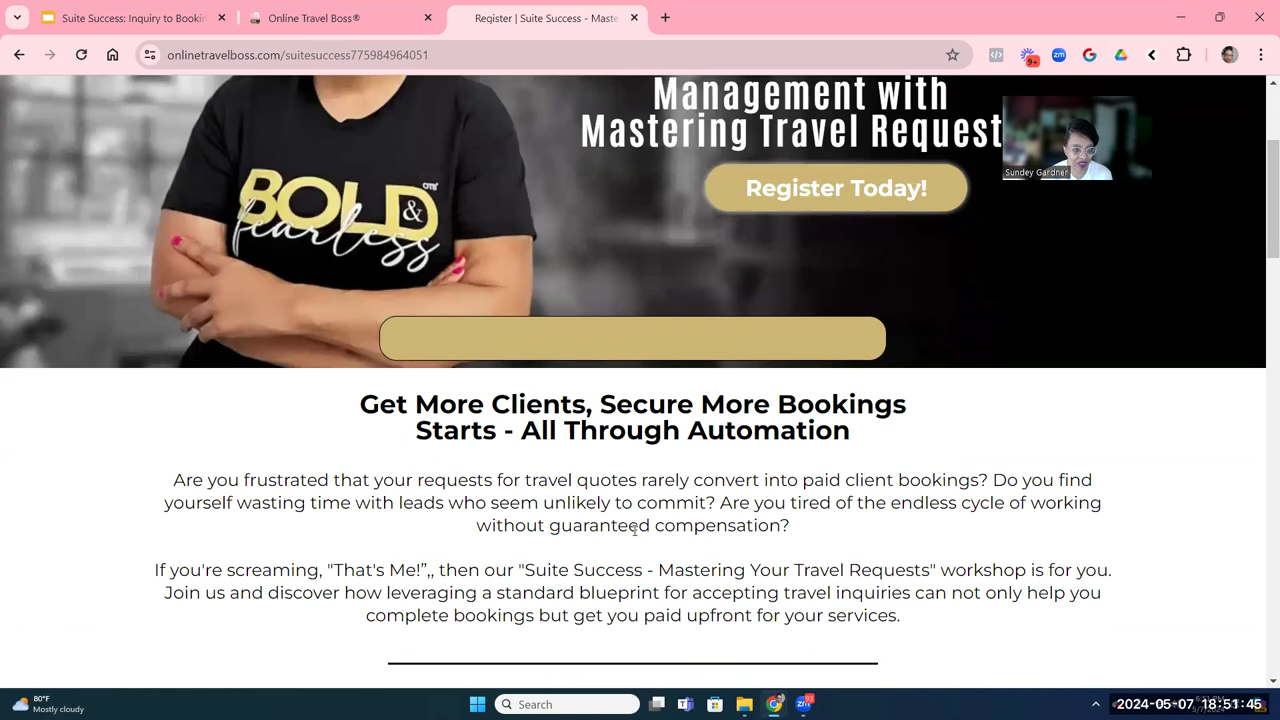 Suite Success: Inquiry to Bookin
Online Travel Boss®
Register | Suite Success - Maste
onlinetravelboss.com/suitesuccess775984964051
9+
zm
Management with
Mastering Travel Request
Register Today!
Sundey Gardner
BOLD
&
fearless
Get More Clients, Secure More Bookings
Starts - All Through Automation
Are you frustrated that your requests for travel quotes rarely convert into paid client bookings? Do you find
yourself wasting time with leads who seem unlikely to commit? Are you tired of the endless cycle of working
without guaranteed compensation?
If you're screaming, "That's Me!”,, then our "Suite Success - Mastering Your Travel Requests" workshop is for you.
Join us and discover how leveraging a standard blueprint for accepting travel inquiries can not only help you
complete bookings but get you paid upfront for your services.
80°F
Mostly cloudy
Search
zm
2024-05-07 18:51:45